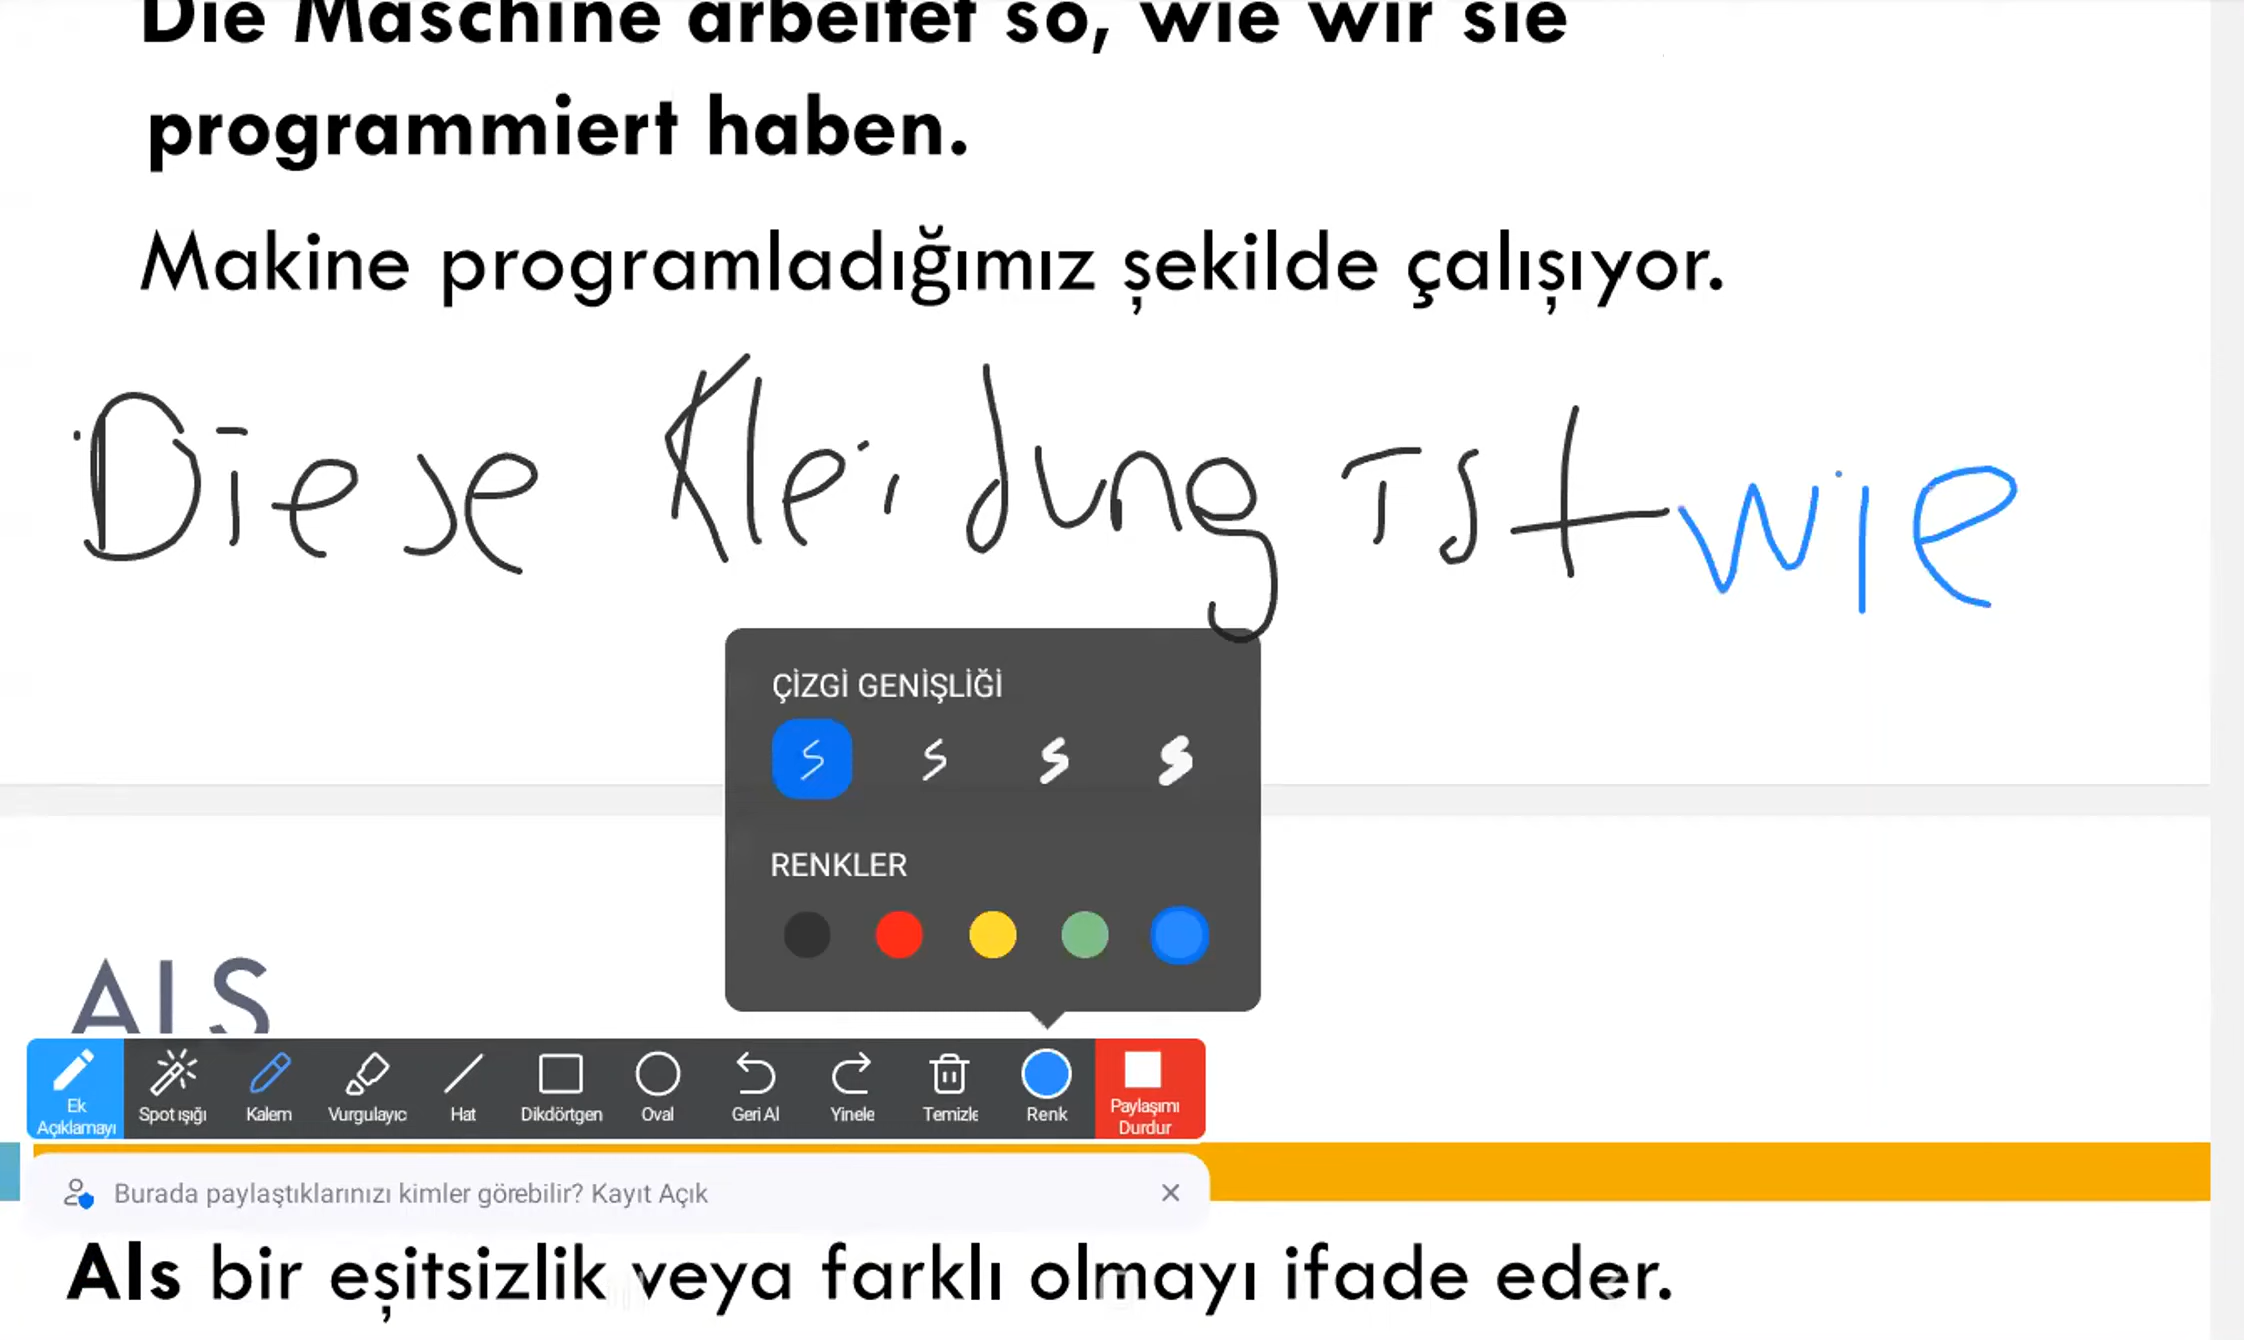 Die Maschine arbeitet so, wie wir sie
programmiert haben.
Makine programladığımız şekilde çalışıyor.
Diese Kleidung ist wie
ÇİZGİ GENİŞLİĞİ
RENKLER
ALS
Ek Açıklamayı
Spot ışığı
Kalem
Vurgulayıc
Hat
Dikdörtgen
Oval
Geri Al
Yinele
Temizle
Renk
Paylaşımı Durdur
Burada paylaştıklarınızı kimler görebilir? Kayıt Açık
Als bir eşitsizlik veya farklı olmayı ifade eder.